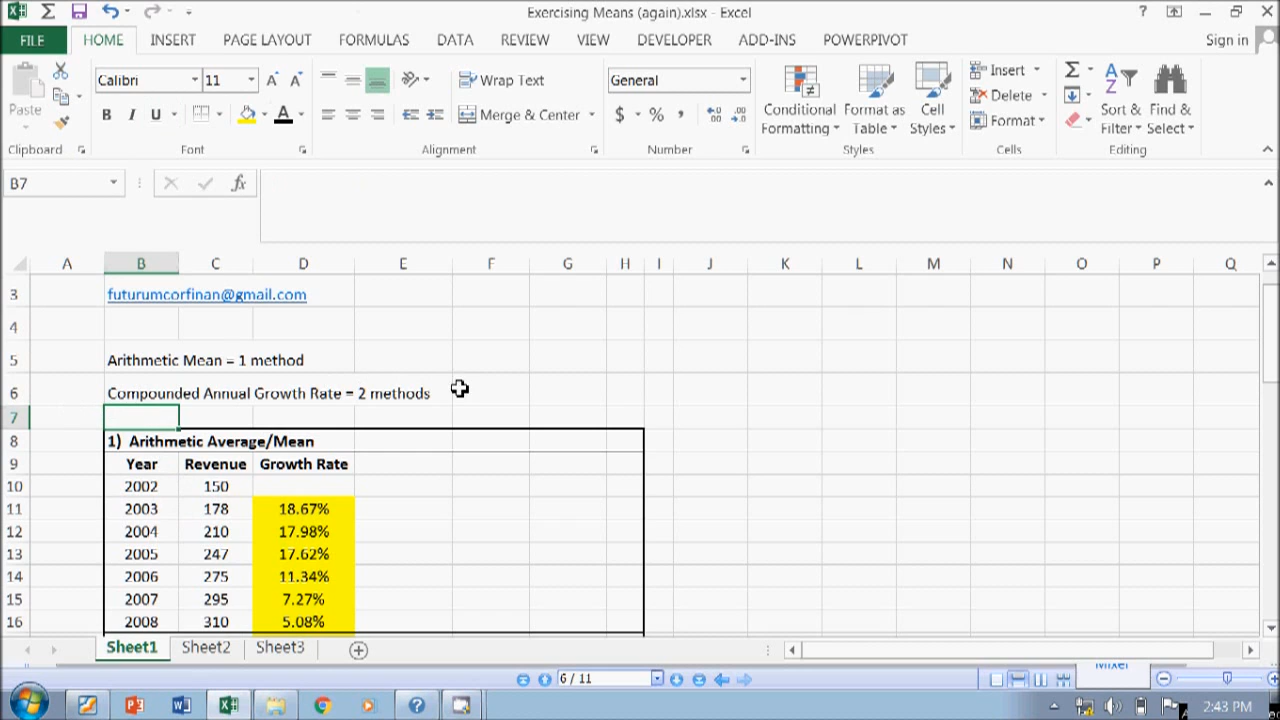 Exercising Means (again).xlsx - Excel
FILE HOME INSERT PAGE LAYOUT FORMULAS DATA REVIEW VIEW DEVELOPER ADD-INS POWERPIVOT Sign in
Paste
Calibri 11
B I U A
Wrap Text
Merge & Center
General
$ % ,
Conditional Formatting
Format as Table
Cell Styles
Insert
Delete
Format
Sort & Filter
Find & Select
Clipboard Font Alignment Number Styles Cells Editing
B7 fx
A B C D E F G H I J K L M N O P Q
3 futurumcorfinan@gmail.com
4
5 Arithmetic Mean = 1 method
6 Compounded Annual Growth Rate = 2 methods
7
8 1) Arithmetic Average/Mean
9 Year Revenue Growth Rate
10 2002 150
11 2003 178 18.67%
12 2004 210 17.98%
13 2005 247 17.62%
14 2006 275 11.34%
15 2007 295 7.27%
16 2008 310 5.08%
Sheet1 Sheet2 Sheet3
6 / 11
2:43 PM